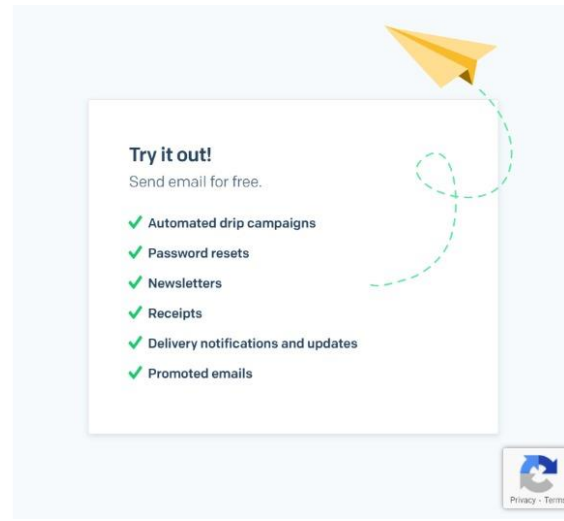 Try it out!
Send email for free.
Automated drip campaigns
Password resets
Newsletters
Receipts
Delivery notifications and updates
Promoted emails
Privacy - Terms